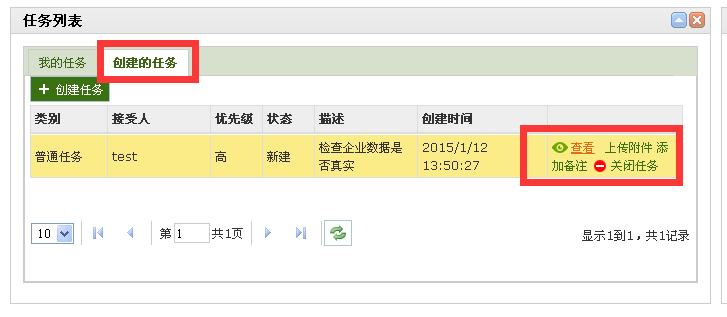 任务列表
我的任务 创建的任务
创建任务
类别 接受人 优先级 状态 描述 创建时间
普通任务 test 高 新建 检查企业数据是否真实 2015/1/12 13:50:27 查看 上传附件 添加备注 关闭任务
10 第 1 共1页 显示1到1，共1记录